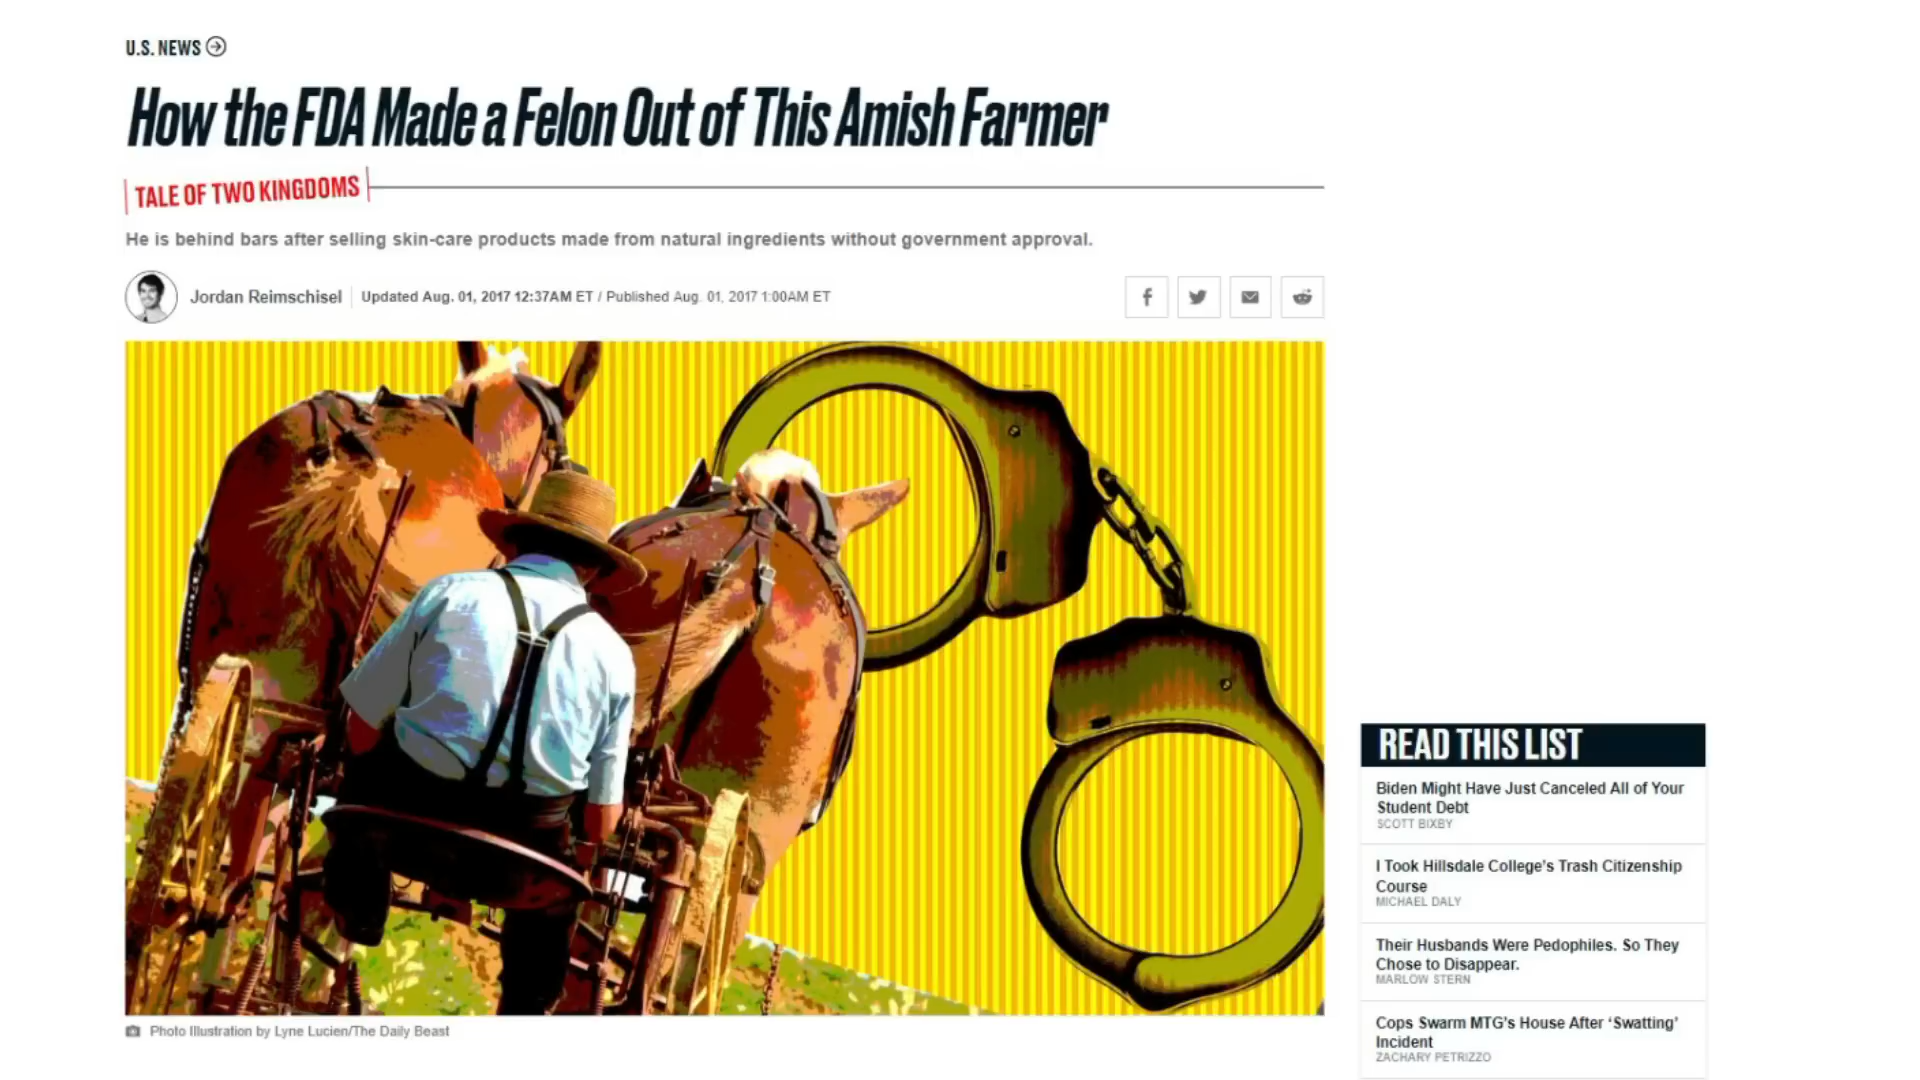 U.S. NEWS
How the FDA Made a Felon Out of This Amish Farmer
TALE OF TWO KINGDOMS
He is behind bars after selling skin-care products made from natural ingredients without government approval.
Jordan Reimschisel
Updated Aug. 01, 2017 12:37AM ET / Published Aug. 01, 2017 1:00AM ET
Photo Illustration by Lyne Lucien/The Daily Beast
READ THIS LIST
Biden Might Have Just Canceled All of Your
Student Debt
SCOTT BIXBY
I Took Hillsdale College's Trash Citizenship
Course
MICHAEL DALY
Their Husbands Were Pedophiles. So They
Chose to Disappear.
MARLOW STERN
Cops Swarm MTG's House After ‘Swatting’
Incident
ZACHARY PETRIZZO